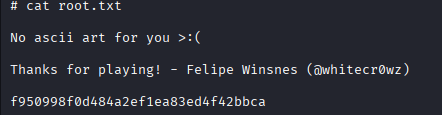 # cat root.txt
No ascii art for you >:(
Thanks for playing! - Felipe Winsnes (@whitecr0wz)
f950998f0d484a2ef1ea83ed4f42bbca